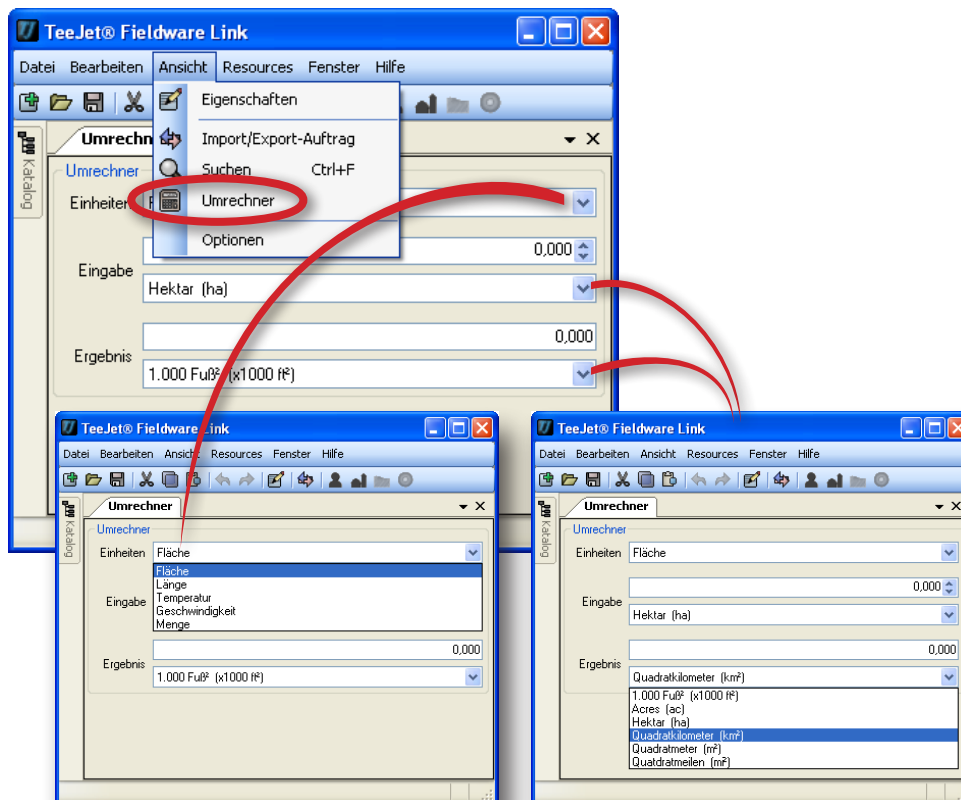 TeeJet® Fieldware Link
Datei Bearbeiten Ansicht Resources Fenster Hilfe
Eigenschaften
Import/Export-Auftrag
Suchen Ctrl+F
Umrechner
Optionen
Katalog
Umrechner
Einheiten
0,000
Eingabe
Hektar (ha)
0,000
Ergebnis
1.000 Fuß² (x1000 ft²)
TeeJet® Fieldware Link
Datei Bearbeiten Ansicht Resources Fenster Hilfe
Katalog
Umrechner
Umrechner
Einheiten Fläche
Fläche
Länge
Temperatur
Geschwindigkeit
Menge
Eingabe
0,000
Ergebnis
1.000 Fuß² (x1000 ft²)
TeeJet® Fieldware Link
Datei Bearbeiten Ansicht Resources Fenster Hilfe
Katalog
Umrechner
Umrechner
Einheiten Fläche
0,000
Eingabe
Hektar (ha)
0,000
Ergebnis
Quadratkilometer (km²)
1.000 Fuß² (x1000 ft²)
Acres (ac)
Hektar (ha)
Quadratkilometer (km²)
Quadratmeter (m²)
Quatdratmeilen (mi²)